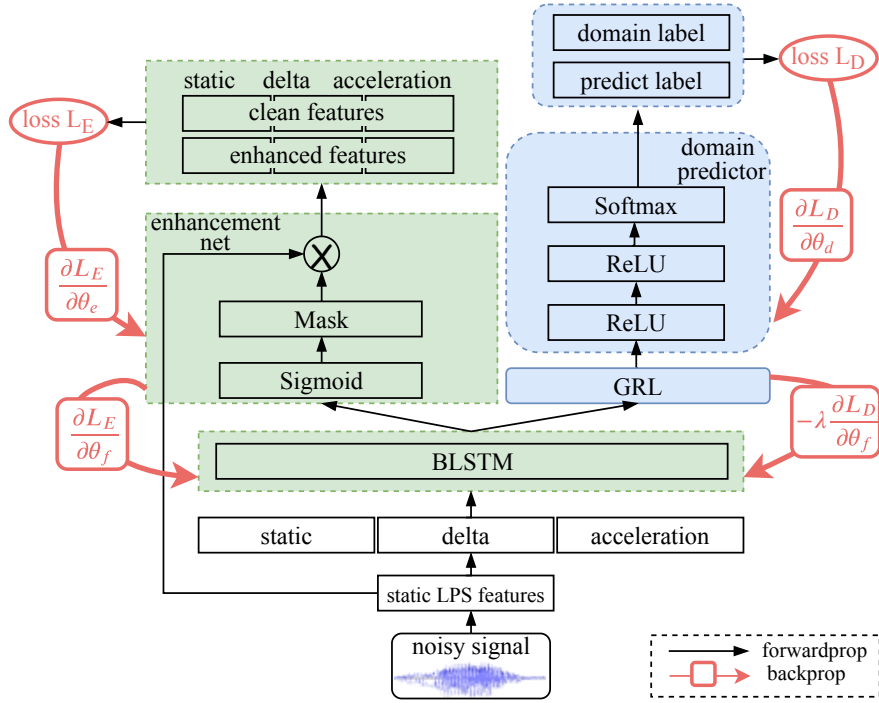 domain label
predict label
loss L_D
static delta acceleration
clean features
enhanced features
loss L_E
domain
predictor
Softmax
ReLU
ReLU
∂L_D
∂θ_d
enhancement
net
X
Mask
Sigmoid
∂L_E
∂θ_e
GRL
∂L_E
∂θ_f
−λ ∂L_D
∂θ_f
BLSTM
static delta acceleration
static LPS features
noisy signal
forwardprop
backprop